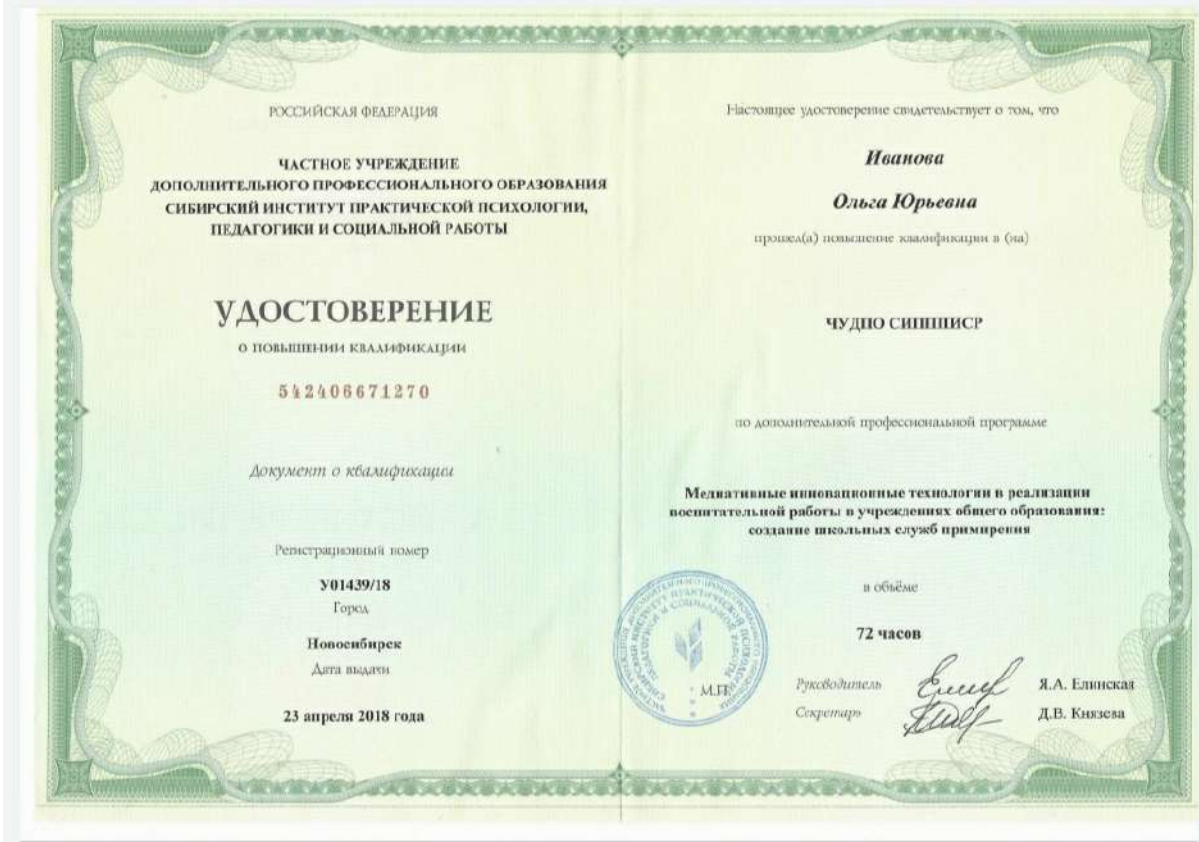 РОССИЙСКАЯ ФЕДЕРАЦИЯ
ЧАСТНОЕ УЧРЕЖДЕНИЕ
ДОПОЛНИТЕЛЬНОГО ПРОФЕССИОНАЛЬНОГО ОБРАЗОВАНИЯ
СИБИРСКИЙ ИНСТИТУТ ПРАКТИЧЕСКОЙ ПСИХОЛОГИИ,
ПЕДАГОГИКИ И СОЦИАЛЬНОЙ РАБОТЫ
УДОСТОВЕРЕНИЕ
О ПОВЫШЕНИИ КВАЛИФИКАЦИИ
542406671270
Документ о квалификации
Регистрационный номер
У01439/18
Город
Новосибирск
Дата выдачи
23 апреля 2018 года
Настоящее удостоверение свидетельствует о том, что
Иванова
Ольга Юрьевна
прошел(а) повышение квалификации в (на)
ЧУДПО СИПППИСР
по дополнительной профессиональной программе
Медиативные инновационные технологии в реализации
воспитательной работы в учреждениях общего образования:
создание школьных служб примирения
в объёме
72 часов
М.П.
Руководитель Я.А. Елинская
Секретарь Д.В. Князева